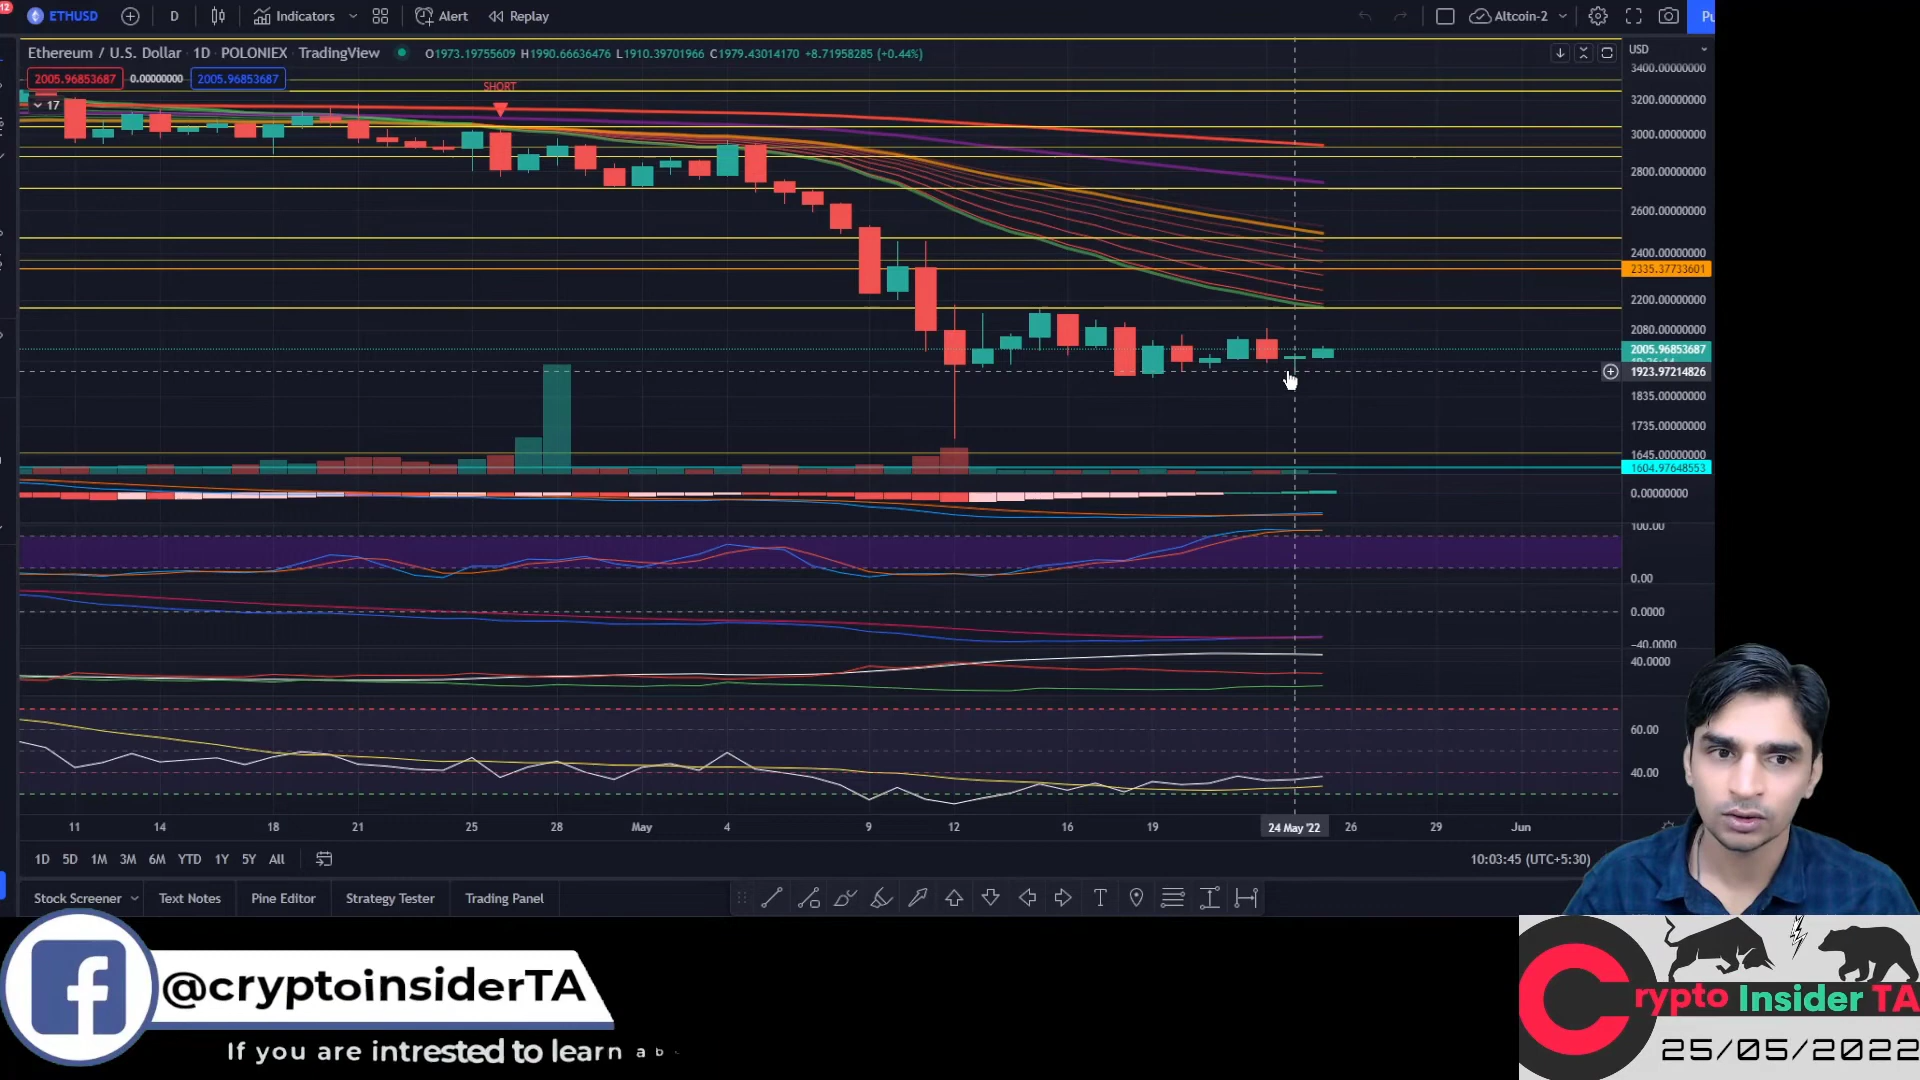 12
ETHUSD D Indicators Alert Replay Altcoin-2 Pu
Ethereum / U.S. Dollar · 1D · POLONIEX · TradingView O1973.19755609 H1990.66636476 L1910.39701966 C1979.43014170 +8.71958285 (+0.44%) USD
2005.96853687 0.00000000 2005.96853687
17
SHORT
3400.00000000
3200.00000000
3000.00000000
2800.00000000
2600.00000000
2400.00000000
2335.37733601
2200.00000000
2080.00000000
2005.96853687
1923.97214826
1835.00000000
1735.00000000
1645.00000000
1604.97648553
0.00000000
100.00
0.00
0.0000
-40.0000
40.0000
60.00
40.00
11 14 18 21 25 28 May 4 9 12 16 19 24 May '22 26 29 Jun
1D 5D 1M 3M 6M YTD 1Y 5Y All 10:03:45 (UTC+5:30)
Stock Screener Text Notes Pine Editor Strategy Tester Trading Panel
@cryptoinsiderTA
If you are intrested to learn a b
Crypto Insider TA
25/05/2022